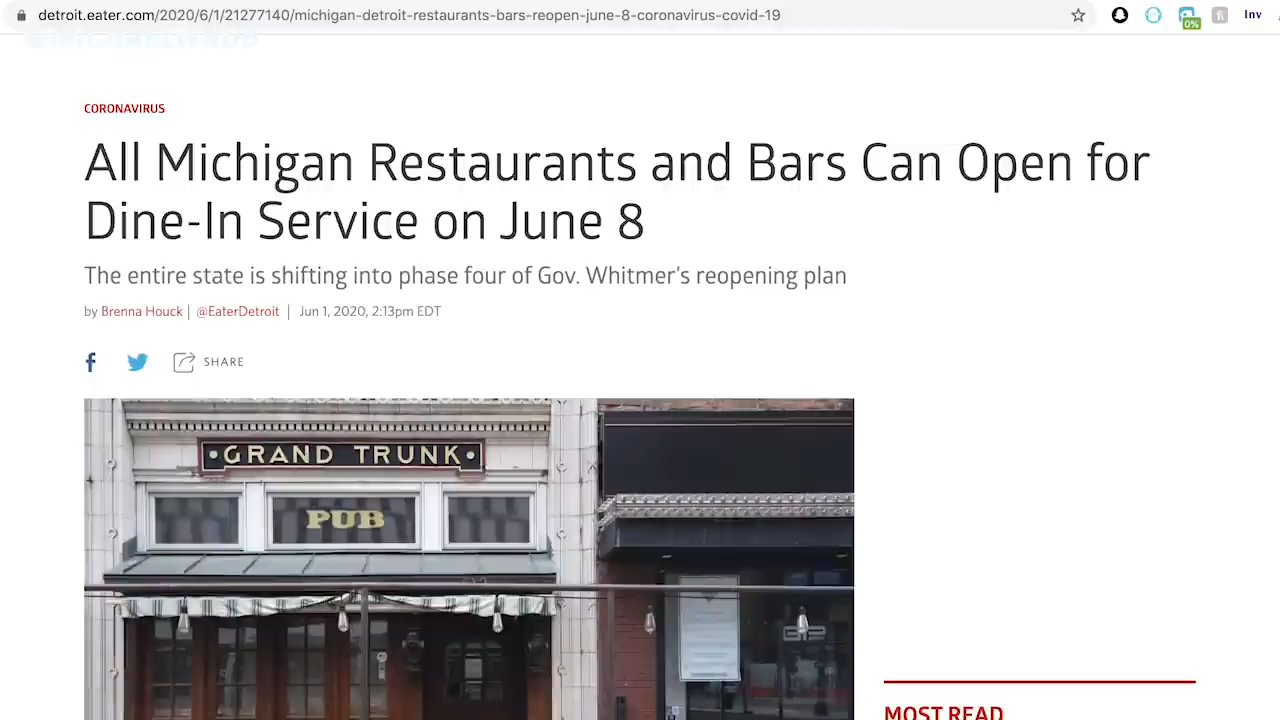 detroit.eater.com/2020/6/1/21277140/michigan-detroit-restaurants-bars-reopen-june-8-coronavirus-covid-19
0%
Inv
CORONAVIRUS
All Michigan Restaurants and Bars Can Open for
Dine-In Service on June 8
The entire state is shifting into phase four of Gov. Whitmer's reopening plan
by Brenna Houck | @EaterDetroit | Jun 1, 2020, 2:13pm EDT
SHARE
•GRAND TRUNK•
PUB
MOST READ